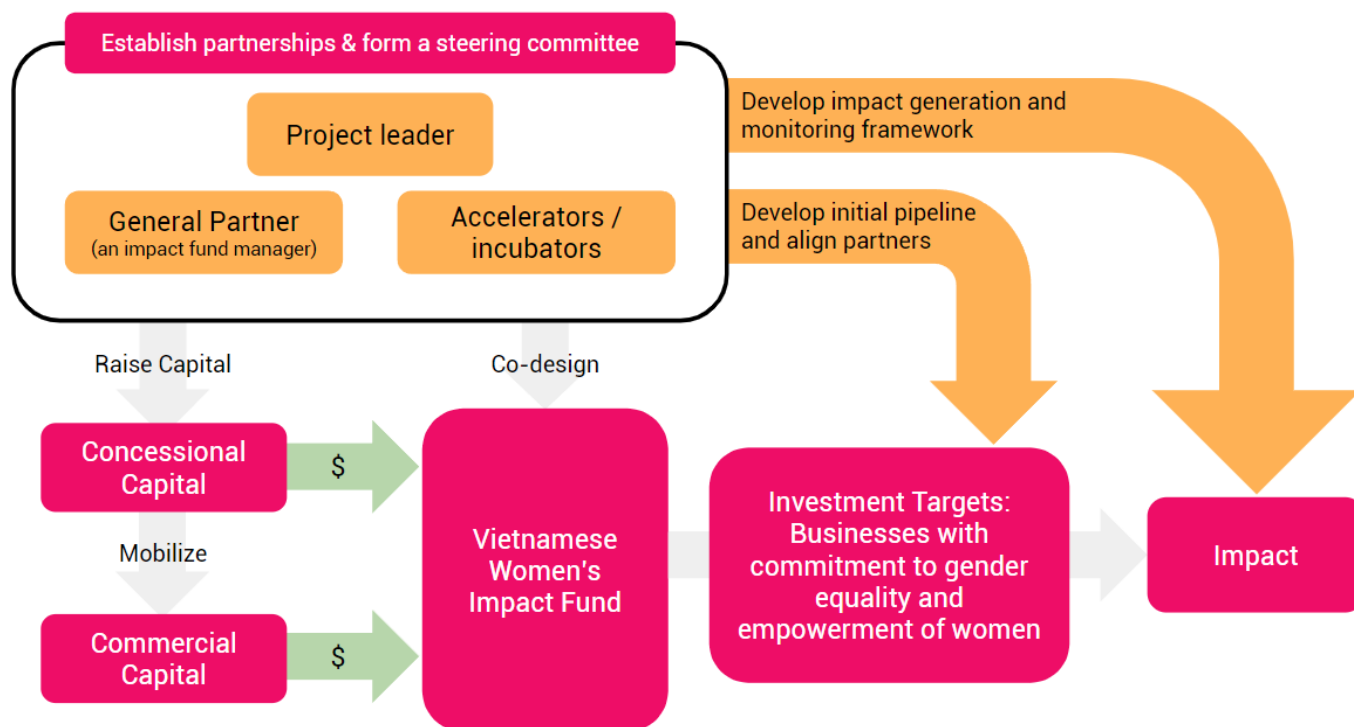 Establish partnerships & form a steering committee
Project leader
General Partner
(an impact fund manager)
Accelerators /
incubators
Develop impact generation and
monitoring framework
Develop initial pipeline
and align partners
Raise Capital
Co-design
Concessional
Capital
$
Mobilize
Commercial
Capital
$
Vietnamese
Women's
Impact Fund
Investment Targets:
Businesses with
commitment to gender
equality and
empowerment of women
Impact